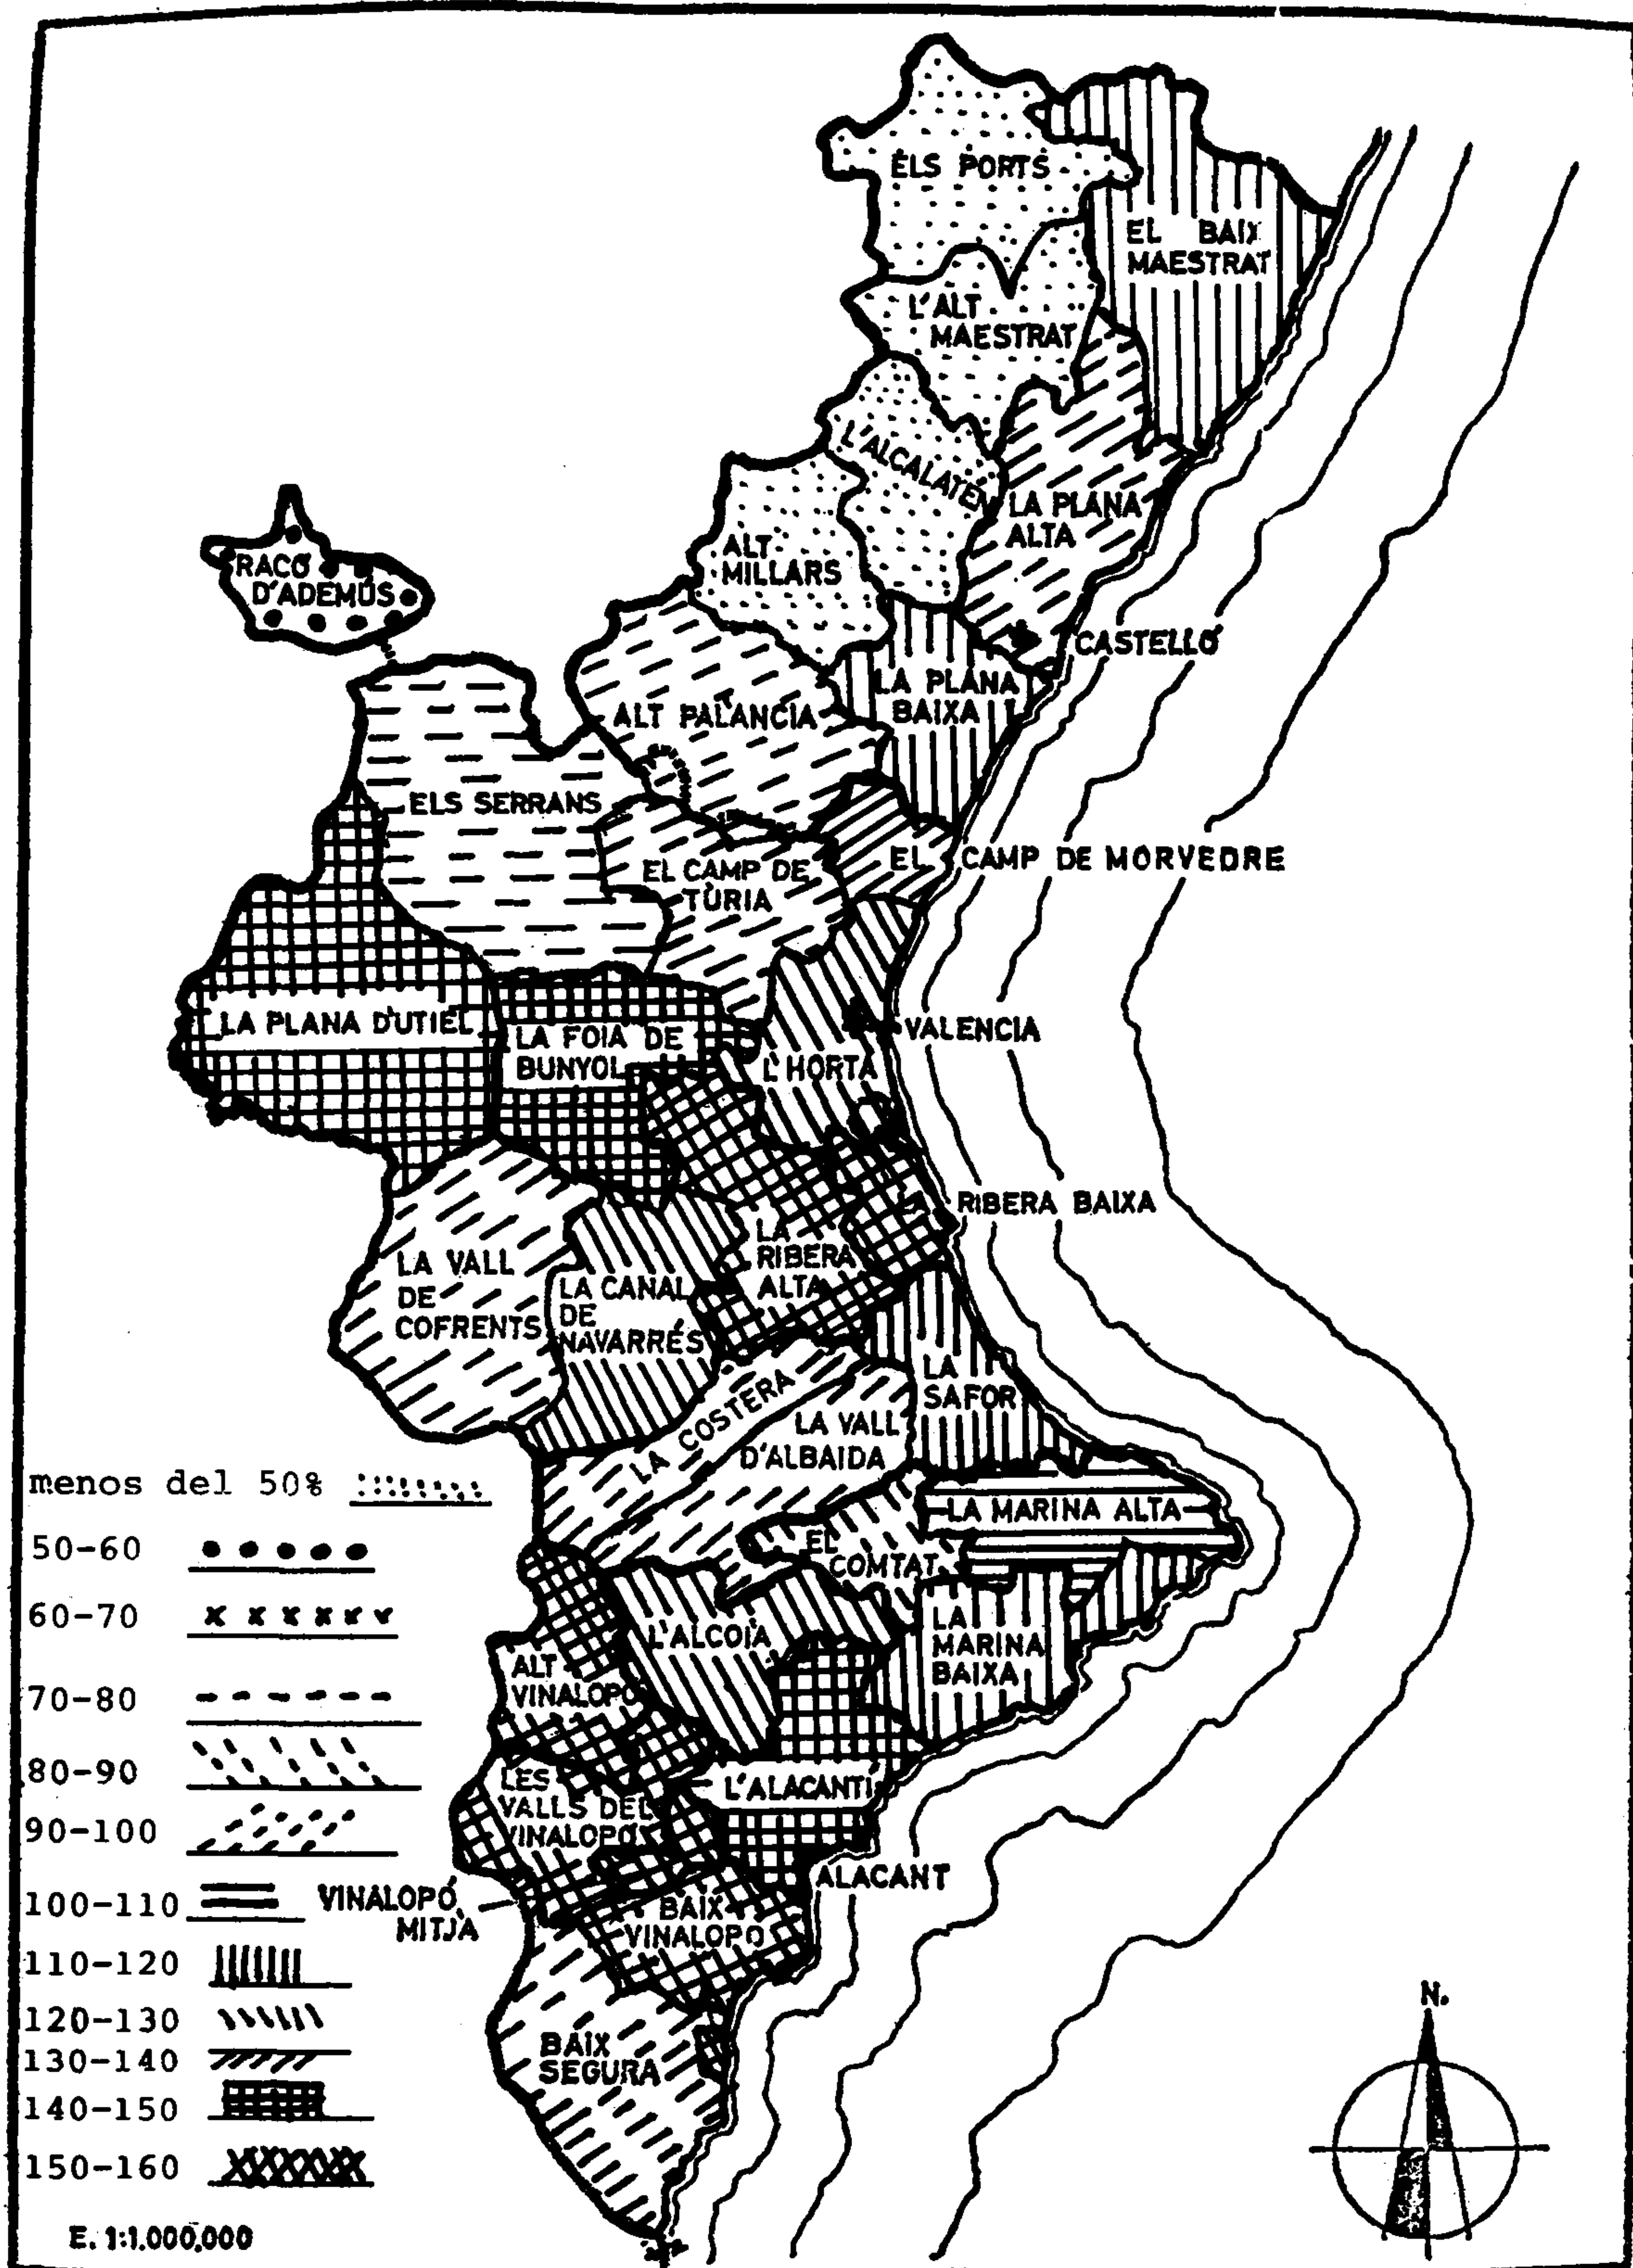 ELS PORTS
EL BAIX
MAESTRAT
L'ALT
MAESTRAT
L'ALCALATÉN
LA PLANA
ALTA
ALT
MILLARS
RACÓ
D'ADEMÚS
CASTELLÓ
LA PLANA
BAIXA
ALT PALANCIA
ELS SERRANS
EL CAMP DE MORVEDRE
EL CAMP DE
TÚRIA
LA PLANA D'UTIEL
LA FOIA DE
BUNYOL
VALENCIA
L'HORTA
LA RIBERA BAIXA
LA
RIBERA
ALTA
LA VALL
DE
COFRENTS
LA CANAL
DE
NAVARRÉS
LA
SAFOR
LA COSTERA
LA VALL
D'ALBAIDA
LA MARINA ALTA
EL
COMTAT
LA
MARINA
BAIXA
L'ALCOIÀ
ALT
VINALOPÓ
LES
VALLS DEL
VINALOPÓ
L'ALACANTÍ
ALACANT
VINALOPÓ
MITJÀ
BAIX
VINALOPÓ
BAIX
SEGURA
menos del 50%
50-60
60-70
70-80
80-90
90-100
100-110
110-120
120-130
130-140
140-150
150-160
E. 1:1.000.000
N.